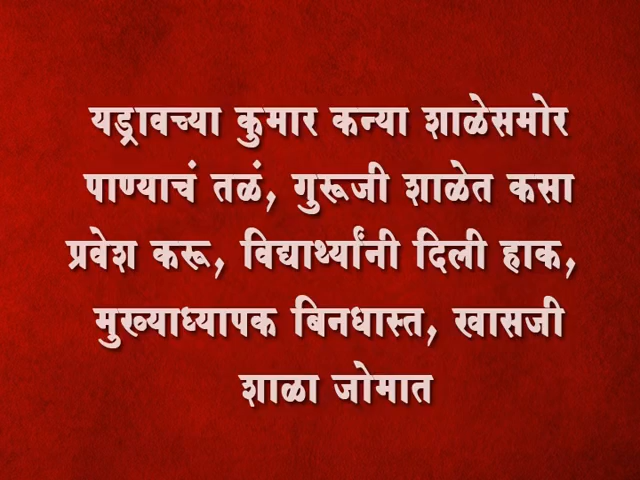 यड्रावच्या कुमार कन्या शाळेसमोर
पाण्याचं तळं, गुरूजी शाळेत कसा
प्रवेश करू, विद्यार्थ्यांनी दिली हाक,
मुख्याध्यापक बिनधास्त, खासजी
शाळा जोमात